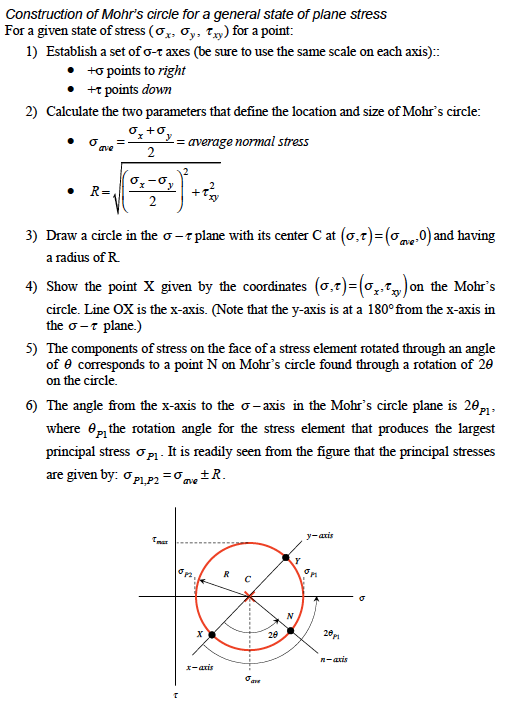 Construction of Mohr's circle for a general state of plane stress
For a given state of stress (σx, σy, τxy) for a point:
1) Establish a set of σ-τ axes (be sure to use the same scale on each axis)::
• +σ points to right
• +τ points down
2) Calculate the two parameters that define the location and size of Mohr's circle:
• σave = (σx + σy)/2 = average normal stress
• R = √(((σx − σy)/2)² + τxy²)
3) Draw a circle in the σ – τ plane with its center C at (σ,τ)=(σave,0) and having
a radius of R.
4) Show the point X given by the coordinates (σ,τ)=(σx,τxy) on the Mohr's
circle. Line OX is the x-axis. (Note that the y-axis is at a 180° from the x-axis in
the σ – τ plane.)
5) The components of stress on the face of a stress element rotated through an angle
of θ corresponds to a point N on Mohr's circle found through a rotation of 2θ
on the circle.
6) The angle from the x-axis to the σ – axis in the Mohr's circle plane is 2θP1,
where θP1 the rotation angle for the stress element that produces the largest
principal stress σP1. It is readily seen from the figure that the principal stresses
are given by: σP1,P2 = σave ± R.
y-axis
τmax
Y
σP2
R
C
σP1
σ
N
X
2θ
2θP1
x-axis
n-axis
σave
τ